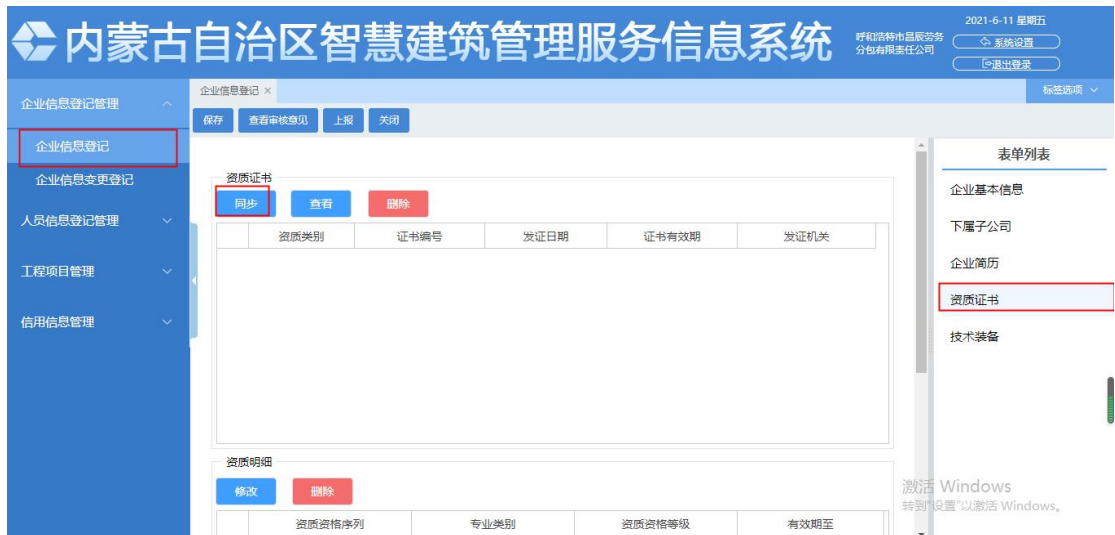 内蒙古自治区智慧建筑管理服务信息系统
呼和浩特市昌辰劳务
分包有限责任公司
2021-6-11 星期五
系统设置
退出登录
企业信息登记管理
企业信息登记
企业信息变更登记
人员信息登记管理
工程项目管理
信用信息管理
企业信息登记 ×
标签选项
保存 查看审核意见 上报 关闭
资质证书
同步 查看 删除
资质类别 证书编号 发证日期 证书有效期 发证机关
资质明细
修改 删除
资质资格序列 专业类别 资质资格等级 有效期至
表单列表
企业基本信息
下属子公司
企业简历
资质证书
技术装备
激活 Windows
转到"设置"以激活 Windows。